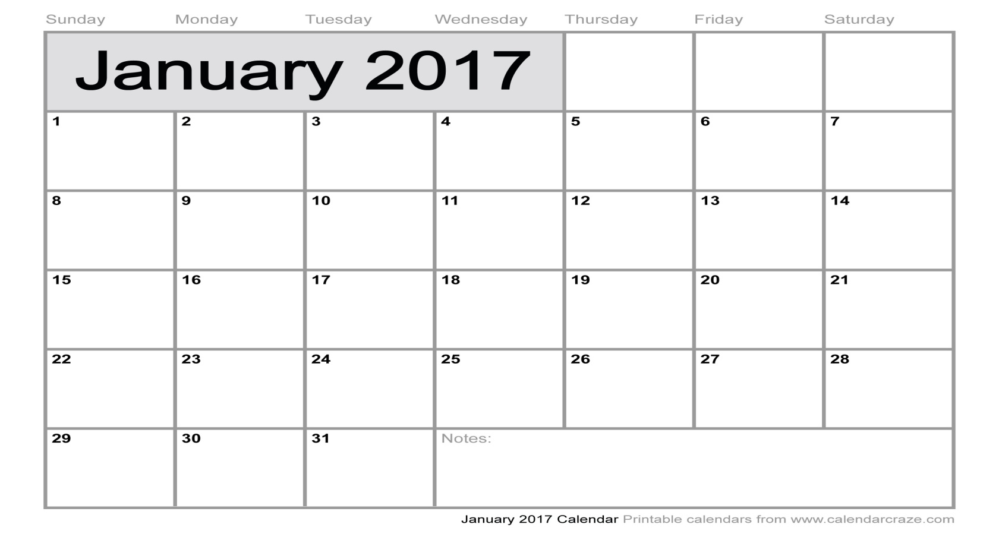 Sunday Monday Tuesday Wednesday Thursday Friday Saturday
January 2017
1 2 3 4 5 6 7
8 9 10 11 12 13 14
15 16 17 18 19 20 21
22 23 24 25 26 27 28
29 30 31 Notes:
January 2017 Calendar Printable calendars from www.calendarcraze.com